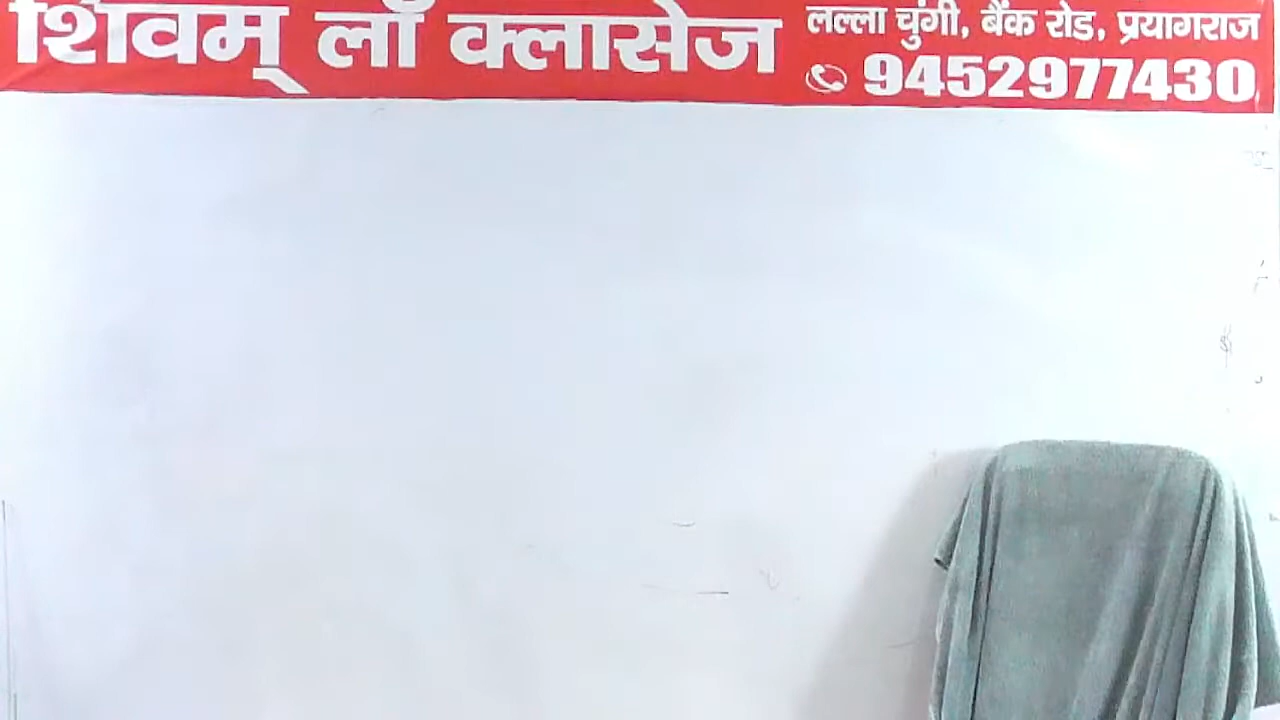 शिवम् लॉ क्लासेज
लल्ला चुंगी, बैंक रोड, प्रयागराज
9452977430